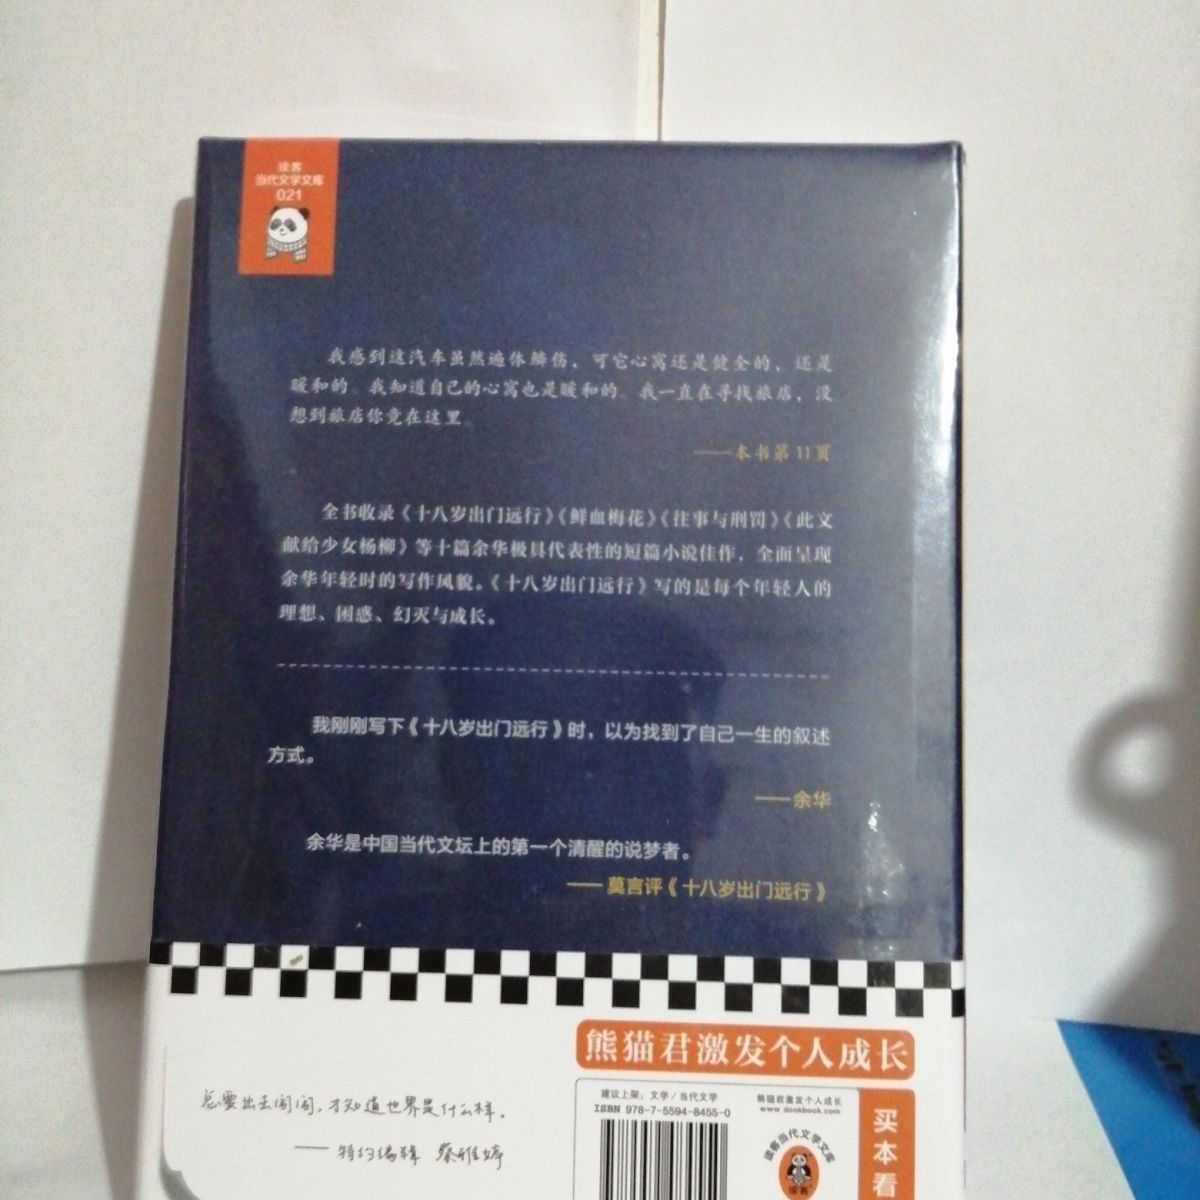 读客
当代文学文库
021
我感到这汽车虽然遍体鳞伤，可它心窝还是健全的，还是
暖和的。我知道自己的心窝也是暖和的。我一直在寻找旅店，没
想到旅店你竟在这里。
——本书第11页
全书收录《十八岁出门远行》《鲜血梅花》《往事与刑罚》《此文
献给少女杨柳》等十篇余华极具代表性的短篇小说佳作，全面呈现
余华年轻时的写作风貌。《十八岁出门远行》写的是每个年轻人的
理想、困惑、幻灭与成长。
我刚刚写下《十八岁出门远行》时，以为找到了自己一生的叙述
方式。
——余华
余华是中国当代文坛上的第一个清醒的说梦者。
——莫言评《十八岁出门远行》
熊猫君激发个人成长
总要出去闯闯，才知道世界是什么样。
——特约编辑 蔡雅婷
建议上架：文学／当代文学
ISBN 978-7-5594-8455-0
熊猫君激发个人成长
www.dookbook.com
读客当代文学文库
读客
买本看